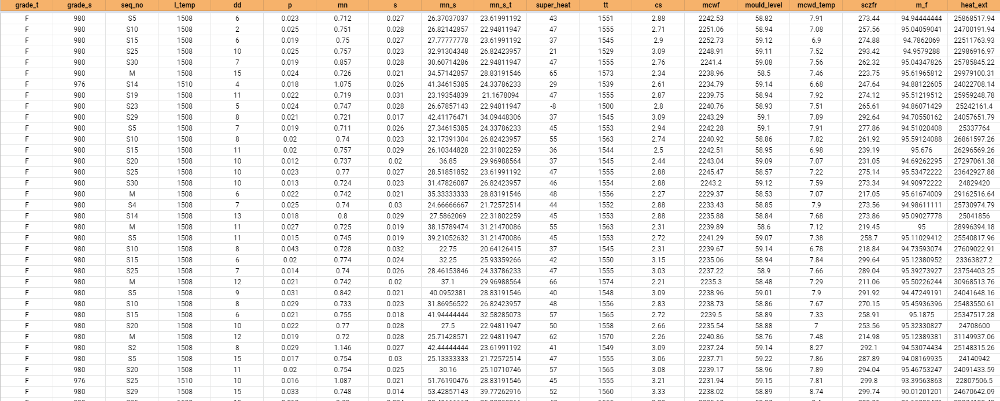 grade_t grade_s seq_no l_temp dd p mn s mn_s mn_s_t super_heat tt cs mcwf mould_level mcwd_temp sczfr m_f heat_ext
F 980 S5 1508 6 0.023 0.712 0.027 26.37037037 23.61991192 43 1551 2.88 2242.53 58.82 7.91 273.44 94.94444444 25868517.94
F 980 S10 1508 2 0.025 0.751 0.028 26.82142857 22.94811947 47 1555 2.71 2251.06 58.94 7.08 257.56 95.04059041 24700191.94
F 980 S15 1508 6 0.019 0.75 0.027 27.77777778 23.61991192 37 1545 2.9 2252.73 59.12 6.9 274.88 94.7862069 22511763.93
F 980 S25 1508 10 0.025 0.757 0.023 32.91304348 26.82423957 21 1529 3.09 2248.91 59.11 7.52 293.42 94.9579288 22986916.97
F 980 S30 1508 7 0.019 0.857 0.028 30.60714286 22.94811947 47 1555 2.76 2241.4 59.08 7.56 262.32 95.04347826 25785845.22
F 980 M 1508 15 0.024 0.726 0.021 34.57142857 28.83191546 65 1573 2.34 2238.96 58.5 7.46 223.75 95.61965812 29979100.31
F 976 S14 1510 4 0.018 1.075 0.026 41.34615385 24.33786233 29 1539 2.61 2234.79 59.14 6.68 247.64 94.88122605 24022708.14
F 980 S19 1508 11 0.022 0.719 0.031 23.19354839 21.1678094 47 1555 2.87 2239.75 58.94 7.92 274.12 95.51219512 25959248.78
F 980 S23 1508 5 0.024 0.747 0.028 26.67857143 22.94811947 -8 1500 2.8 2240.76 58.93 7.51 265.61 94.86071429 25242161.4
F 980 S29 1508 8 0.021 0.721 0.017 42.41176471 34.09448306 37 1545 3.09 2243.29 59.1 7.89 292.64 94.70550162 24057651.79
F 980 S5 1508 7 0.019 0.711 0.026 27.34615385 24.33786233 45 1553 2.94 2242.28 59.1 7.91 277.86 94.51020408 25337764
F 980 S10 1508 8 0.02 0.74 0.023 32.17391304 26.82423957 55 1563 2.74 2240.92 58.86 7.82 261.92 95.59124088 26861597.26
F 980 S15 1508 11 0.02 0.757 0.029 26.10344828 22.31802259 36 1544 2.5 2242.51 58.95 6.98 239.19 95.676 26296569.26
F 980 S20 1508 10 0.012 0.737 0.02 36.85 29.96988564 37 1545 2.44 2243.04 59.09 7.07 231.05 94.69262295 27297061.38
F 980 S25 1508 10 0.023 0.77 0.027 28.51851852 23.61991192 47 1555 2.88 2245.47 58.57 7.22 275.14 95.53472222 23642927.88
F 980 S30 1508 10 0.013 0.724 0.023 31.47826087 26.82423957 46 1554 2.88 2243.2 59.12 7.59 273.34 94.90972222 24829420
F 980 M 1508 6 0.022 0.742 0.021 35.33333333 28.83191546 48 1556 2.27 2229.37 58.53 7.07 217.05 95.61674009 29162516.64
F 980 S4 1508 7 0.025 0.74 0.03 24.66666667 21.72572514 44 1552 2.88 2233.43 58.85 7.9 273.56 94.98611111 25730974.79
F 980 S14 1508 13 0.018 0.8 0.029 27.5862069 22.31802259 45 1553 2.88 2235.88 58.84 7.68 273.86 95.09027778 25041856
F 980 M 1508 11 0.027 0.725 0.019 38.15789474 31.21470086 55 1563 2.31 2239.89 58.6 7.12 219.45 95 28996394.18
F 980 S5 1508 11 0.015 0.745 0.019 39.21052632 31.21470086 45 1553 2.72 2241.29 59.07 7.38 258.7 95.11029412 25540817.96
F 980 S10 1508 8 0.043 0.728 0.032 22.75 20.64126415 37 1545 2.31 2239.67 59.14 6.78 218.84 94.73593074 27609022.91
F 980 S15 1508 6 0.02 0.774 0.024 32.25 25.93359266 42 1550 3.15 2235.06 58.94 7.84 299.64 95.12380952 23363827.2
F 980 S25 1508 7 0.014 0.74 0.026 28.46153846 24.33786233 47 1555 3.03 2237.22 58.9 7.66 289.04 95.39273927 23754403.25
F 980 M 1508 12 0.021 0.742 0.02 37.1 29.96988564 66 1574 2.21 2235.3 58.48 7.29 211.06 95.50226244 30968513.76
F 980 S5 1508 9 0.031 0.842 0.021 40.0952381 28.83191546 40 1548 3.09 2238.96 59.01 7.9 291.92 94.47249191 24041648.16
F 980 S10 1508 8 0.029 0.733 0.023 31.86956522 26.82423957 48 1556 2.83 2238.73 58.86 7.67 270.15 95.45936396 25483550.61
F 980 S15 1508 6 0.021 0.755 0.018 41.94444444 32.58285073 57 1565 2.72 2239.5 58.89 7.33 258.91 95.1875 25347517.28
F 980 S20 1508 10 0.022 0.77 0.028 27.5 22.94811947 50 1558 2.66 2235.54 58.88 7 253.56 95.32330827 24708600
F 980 M 1508 12 0.019 0.72 0.028 25.71428571 22.94811947 62 1570 2.26 2240.86 58.76 7.48 214.98 95.12389381 31149937.06
F 980 S2 1508 8 0.029 1.146 0.027 42.44444444 23.61991192 41 1549 3.09 2237.24 59.14 8.27 292.1 94.53074434 25148315.26
F 980 S5 1508 15 0.017 0.754 0.03 25.13333333 21.72572514 47 1555 3.06 2237.71 59.22 7.86 287.89 94.08169935 24140942
F 980 S20 1508 11 0.02 0.754 0.025 30.16 25.10710746 57 1565 3.08 2239.17 58.96 7.89 294.04 95.46753247 24091433.59
F 976 S25 1510 10 0.016 1.087 0.021 51.76190476 28.83191546 45 1555 3.21 2231.94 59.15 7.81 299.8 93.39563863 22807506.5
F 980 S29 1508 15 0.033 0.748 0.014 53.42857143 39.77262916 52 1560 3.33 2238.02 58.89 8.74 299.74 90.01201201 24670642.09